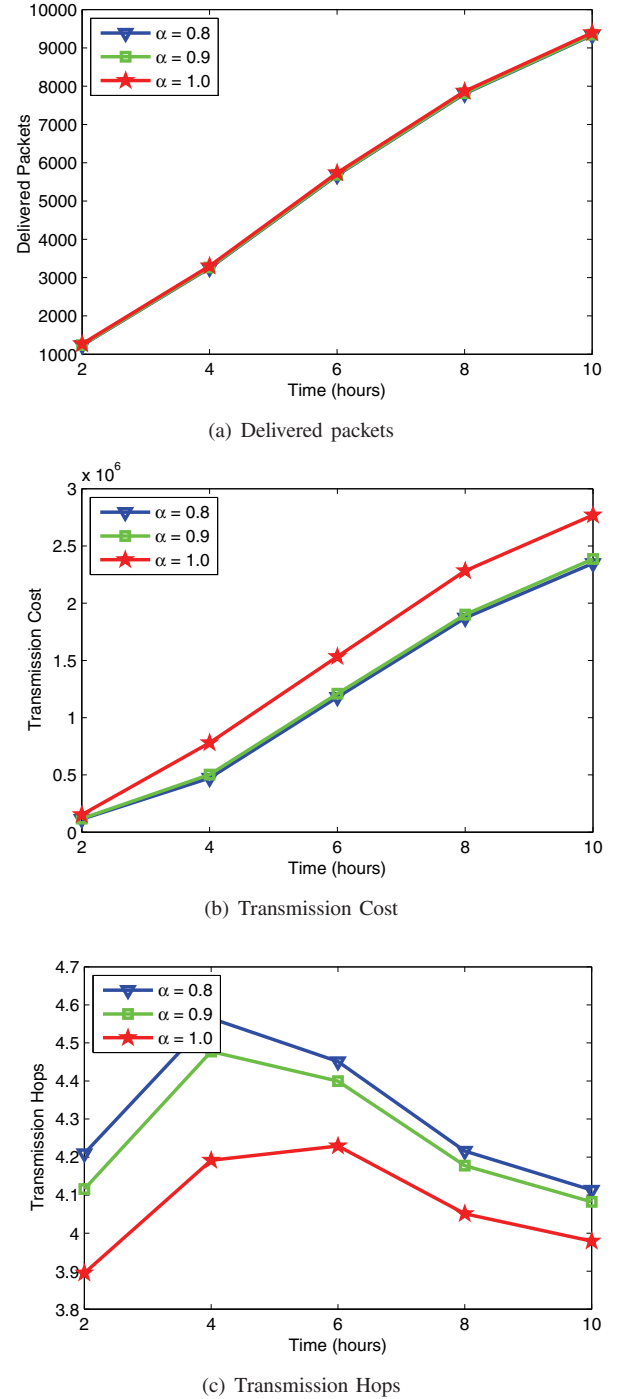 10000
9000
8000
7000
6000
5000
4000
3000
2000
1000
Delivered Packets
α = 0.8
α = 0.9
α = 1.0
2 4 6 8 10
Time (hours)
(a) Delivered packets
x 10^6
3
2.5
2
1.5
1
0.5
0
Transmission Cost
α = 0.8
α = 0.9
α = 1.0
2 4 6 8 10
Time (hours)
(b) Transmission Cost
4.7
4.6
4.5
4.4
4.3
4.2
4.1
4
3.9
3.8
Transmission Hops
α = 0.8
α = 0.9
α = 1.0
2 4 6 8 10
Time (hours)
(c) Transmission Hops